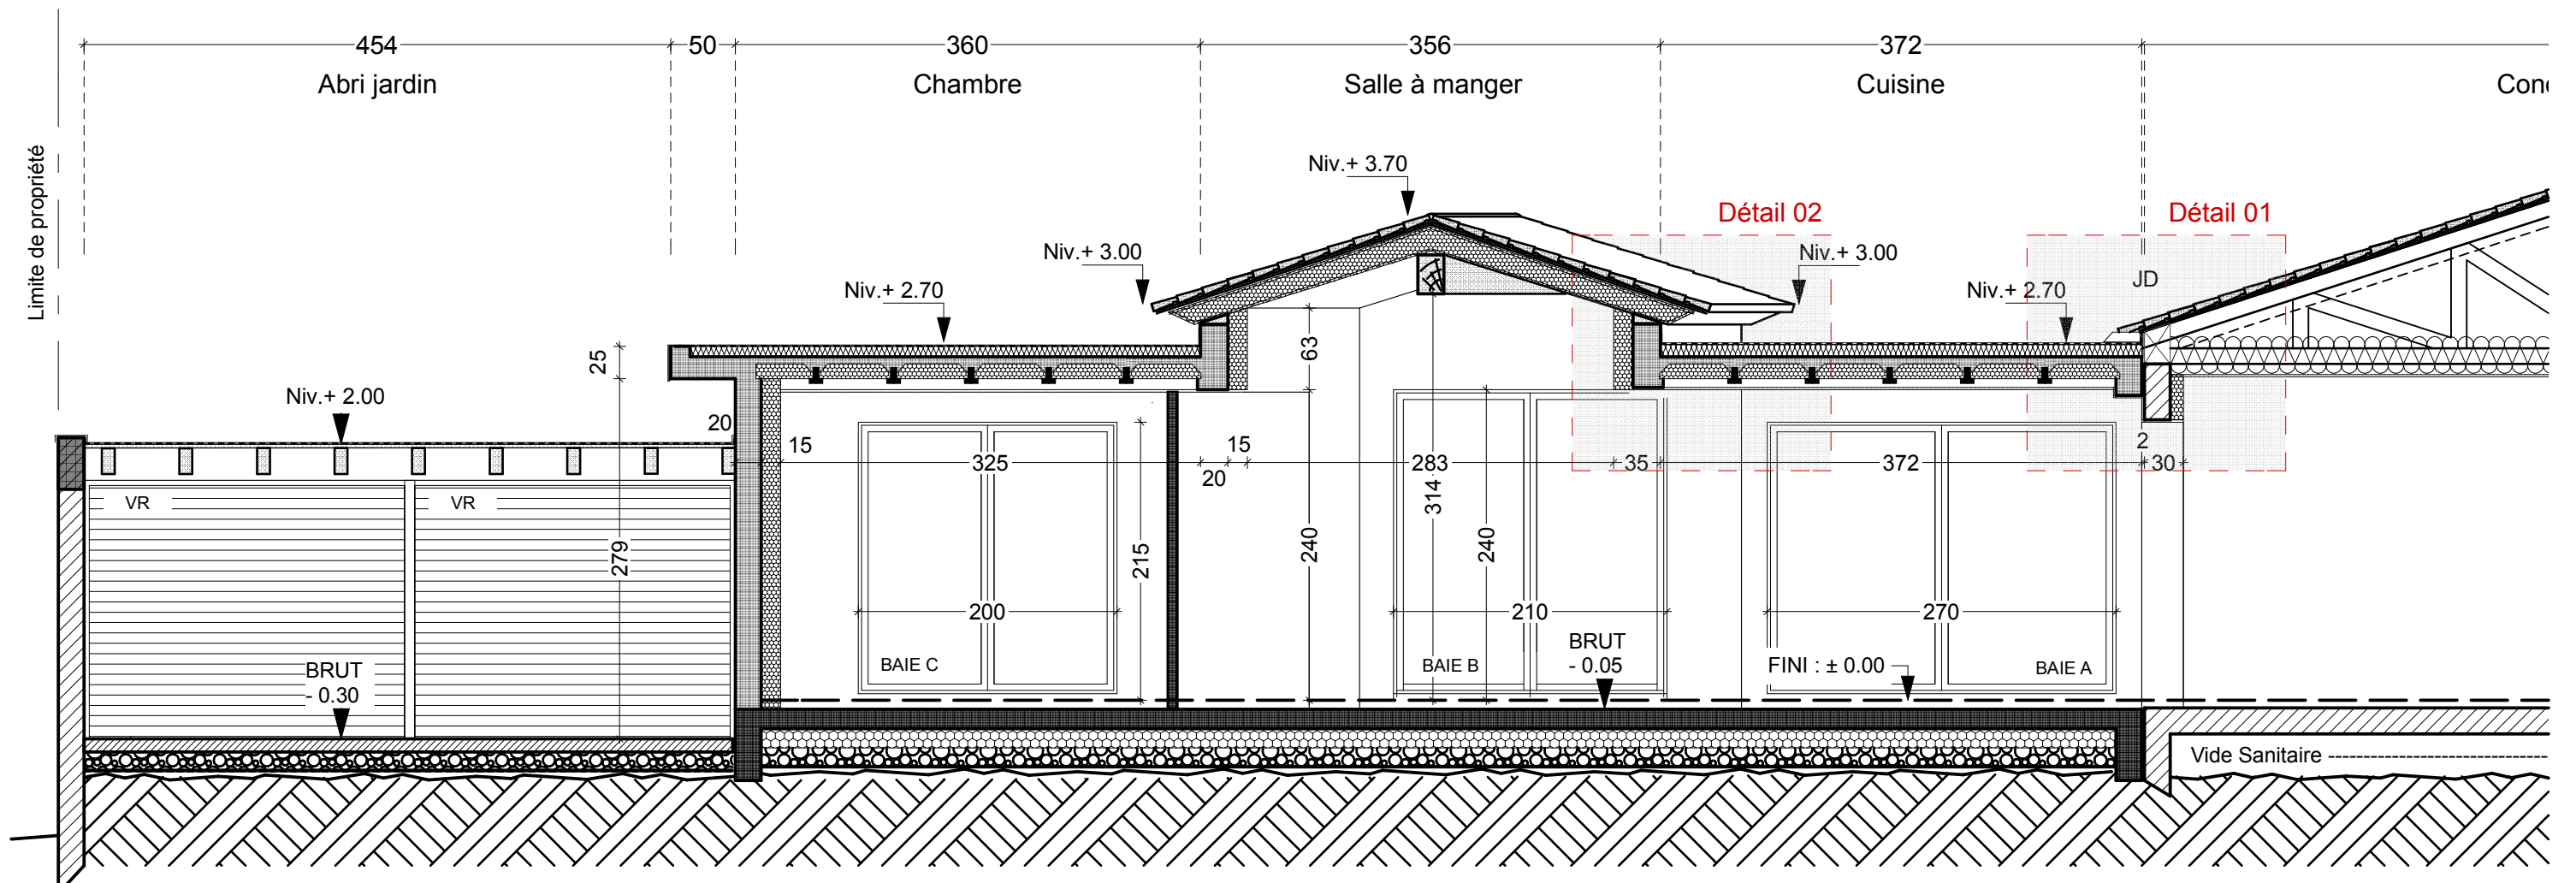 454 50 360 356 372
Abri jardin Chambre Salle à manger Cuisine
Limite de propriété
Niv.+ 3.70
Détail 02 Détail 01
Niv.+ 3.00 Niv.+ 3.00
Niv.+ 2.70 Niv.+ 2.70 JD
25 63
Niv.+ 2.00
20 15 325 15 20 283 35 372 2 30
314
VR VR
279 215 240 240
200 210 270
BRUT
- 0.30
BAIE C BAIE B
BRUT
- 0.05
FINI : ± 0.00 BAIE A
Vide Sanitaire